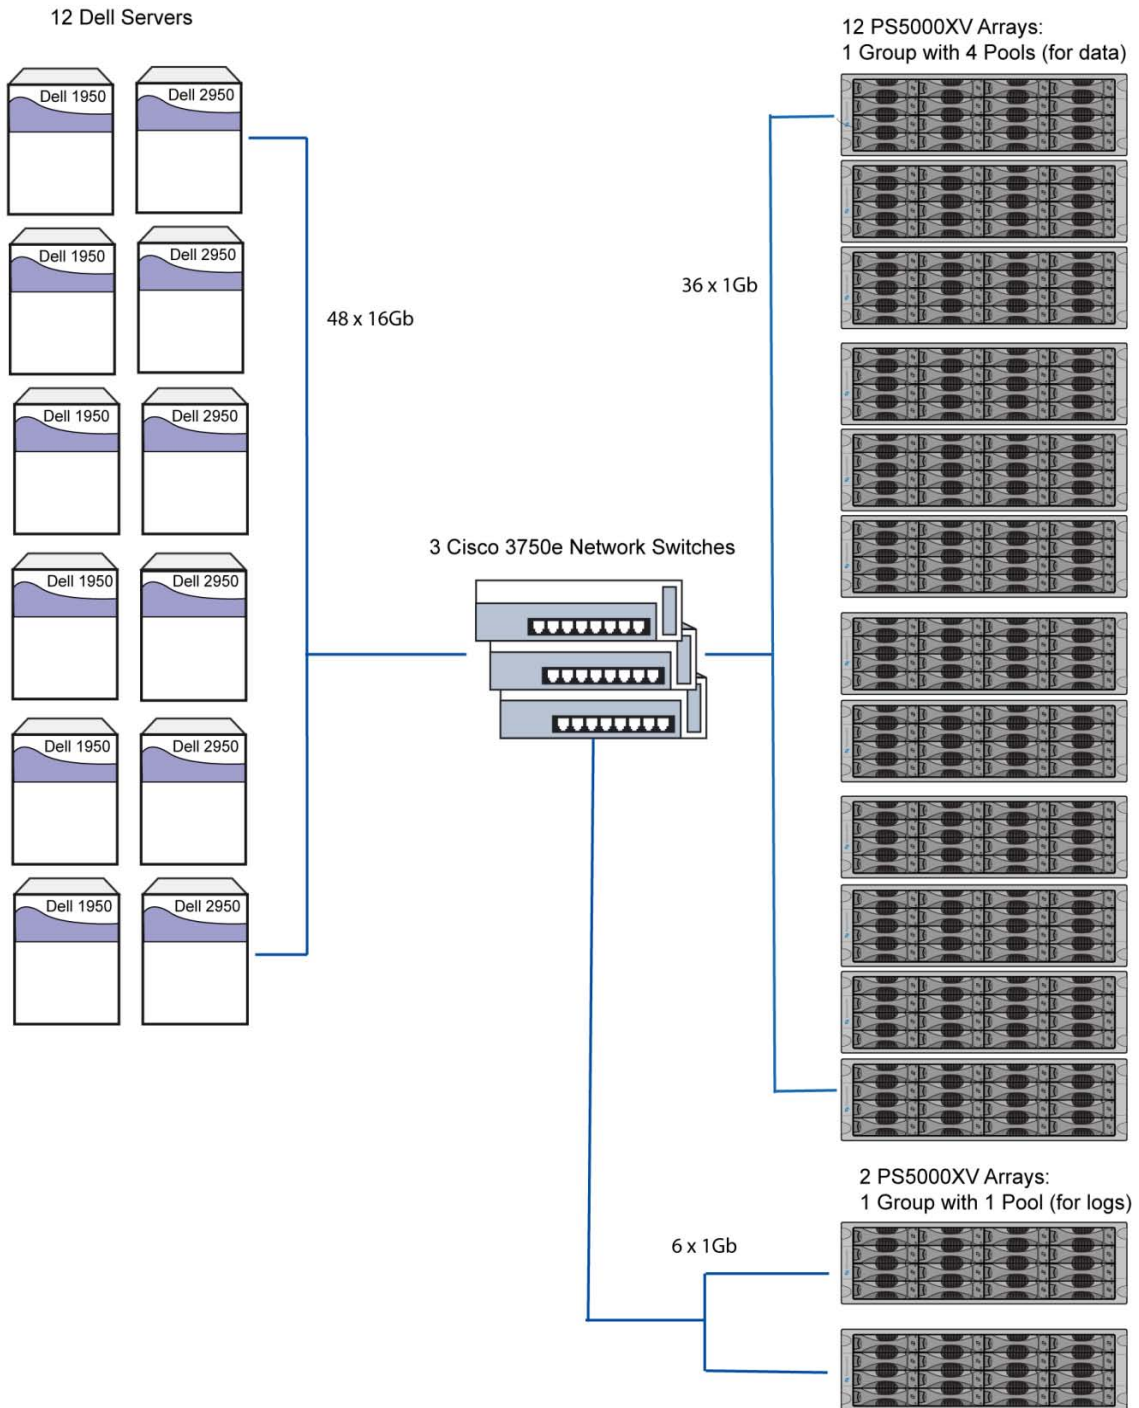 12 Dell Servers
12 PS5000XV Arrays:
1 Group with 4 Pools (for data)
Dell 1950
Dell 2950
Dell 1950
Dell 2950
36 x 1Gb
48 x 16Gb
Dell 1950
Dell 2950
3 Cisco 3750e Network Switches
Dell 1950
Dell 2950
Dell 1950
Dell 2950
Dell 1950
Dell 2950
2 PS5000XV Arrays:
1 Group with 1 Pool (for logs)
6 x 1Gb